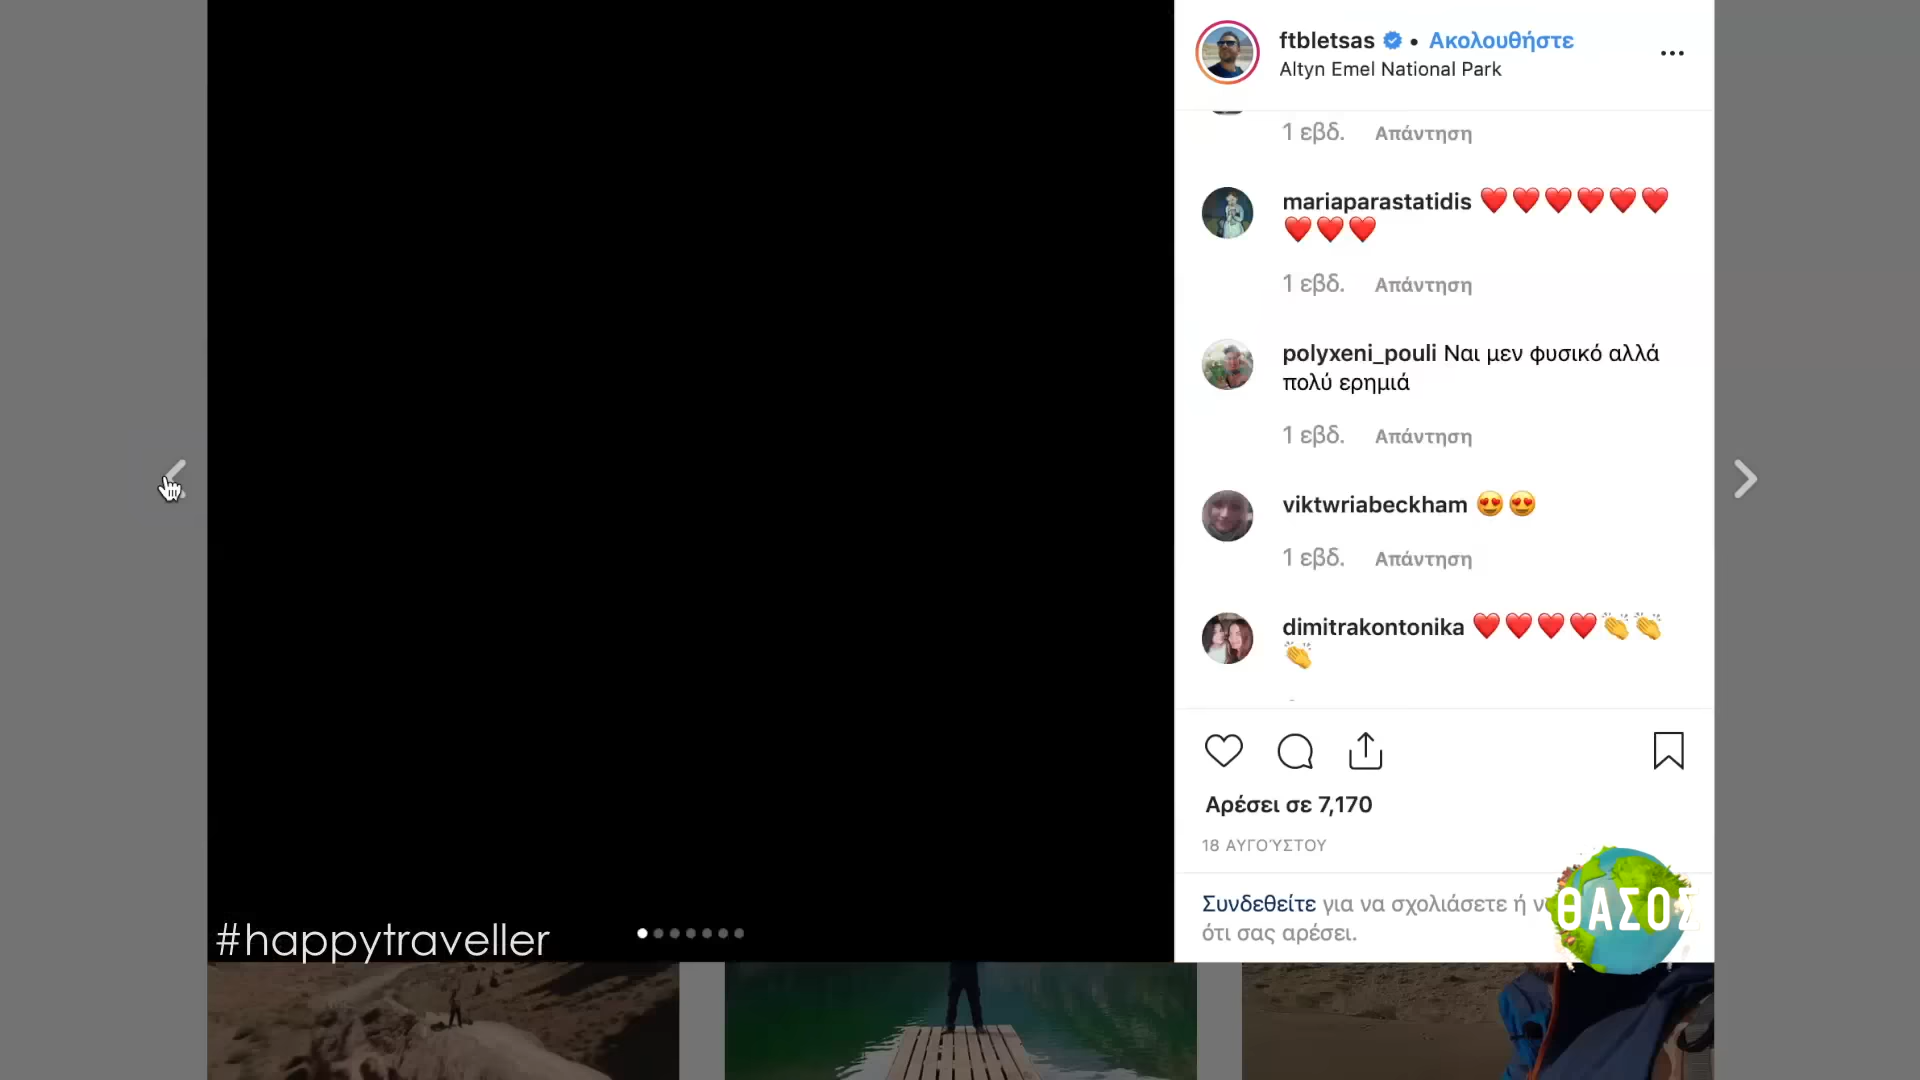 ftbletsas • Ακολουθήστε
Altyn Emel National Park
1 εβδ. Απάντηση
mariaparastatidis ❤️❤️❤️❤️❤️❤️
❤️❤️❤️
1 εβδ. Απάντηση
polyxeni_pouli Ναι μεν φυσικό αλλά
πολύ ερημιά
1 εβδ. Απάντηση
viktwriabeckham 😍😍
1 εβδ. Απάντηση
dimitrakontonika ❤️❤️❤️❤️👏👏
👏
Αρέσει σε 7,170
18 ΑΥΓΟΎΣΤΟΥ
Συνδεθείτε για να σχολιάσετε ή
ότι σας αρέσει.
ΘΑΣΟΣ
#happytraveller